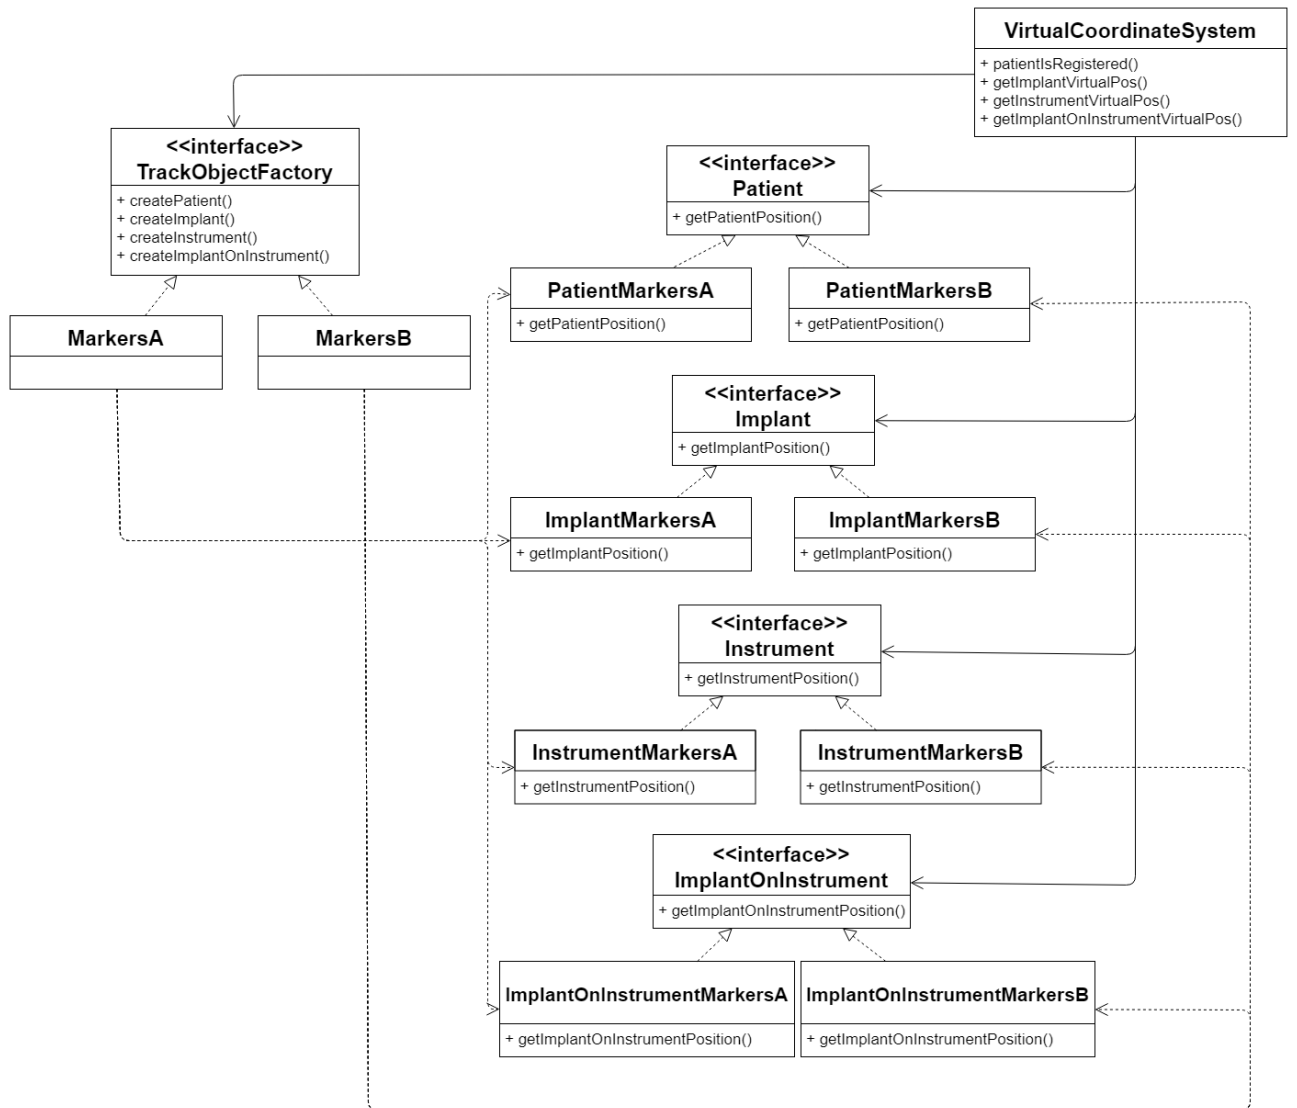 VirtualCoordinateSystem
+ patientIsRegistered()
+ getImplantVirtualPos()
+ getInstrumentVirtualPos()
+ getImplantOnInstrumentVirtualPos()
<<interface>>
TrackObjectFactory
+ createPatient()
+ createImplant()
+ createInstrument()
+ createImplantOnInstrument()
MarkersA
MarkersB
<<interface>>
Patient
+ getPatientPosition()
PatientMarkersA
+ getPatientPosition()
PatientMarkersB
+ getPatientPosition()
<<interface>>
Implant
+ getImplantPosition()
ImplantMarkersA
+ getImplantPosition()
ImplantMarkersB
+ getImplantPosition()
<<interface>>
Instrument
+ getInstrumentPosition()
InstrumentMarkersA
+ getInstrumentPosition()
InstrumentMarkersB
+ getInstrumentPosition()
<<interface>>
ImplantOnInstrument
+ getImplantOnInstrumentPosition()
ImplantOnInstrumentMarkersA
+ getImplantOnInstrumentPosition()
ImplantOnInstrumentMarkersB
+ getImplantOnInstrumentPosition()